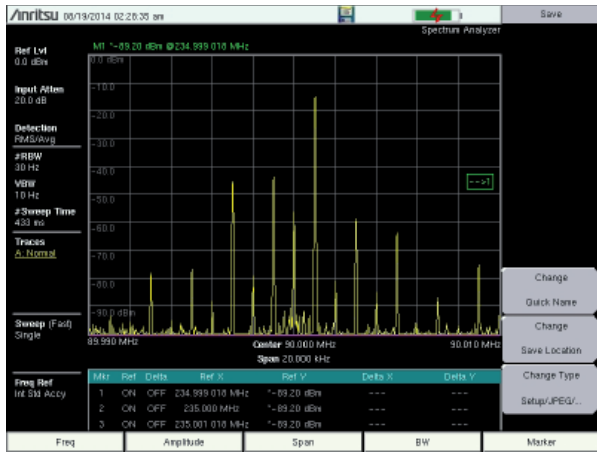 Anritsu 08/19/2014 02:28:35 am
Save
Spectrum Analyzer
M1 *-89.20 dBm @234.999 018 MHz
Ref Lvl
0.0 dBm
0.0 dBm
Input Atten
20.0 dB
-10.0
-20.0
Detection
RMS/Avg
-30.0
#RBW
30 Hz
-40.0
VBW
10 Hz
-->1
-50.0
#Sweep Time
433 ms
-60.0
Traces
A: Normal
-70.0
-80.0
Change
Quick Name
-90.0 dBm
Sweep (Fast)
Single
89.990 MHz
Center 90.000 MHz
90.010 MHz
Span 20.000 kHz
Change
Save Location
Freq Ref
Int Std Accy
Mkr Ref Delta Ref X Ref Y Delta X Delta Y
1 ON OFF 234.999 018 MHz *-89.20 dBm --- ---
2 ON OFF 235.000 MHz *-89.20 dBm --- ---
3 ON OFF 235.001 018 MHz *-89.20 dBm --- ---
Change Type
Setup/JPEG/...
Freq Amplitude Span BW Marker